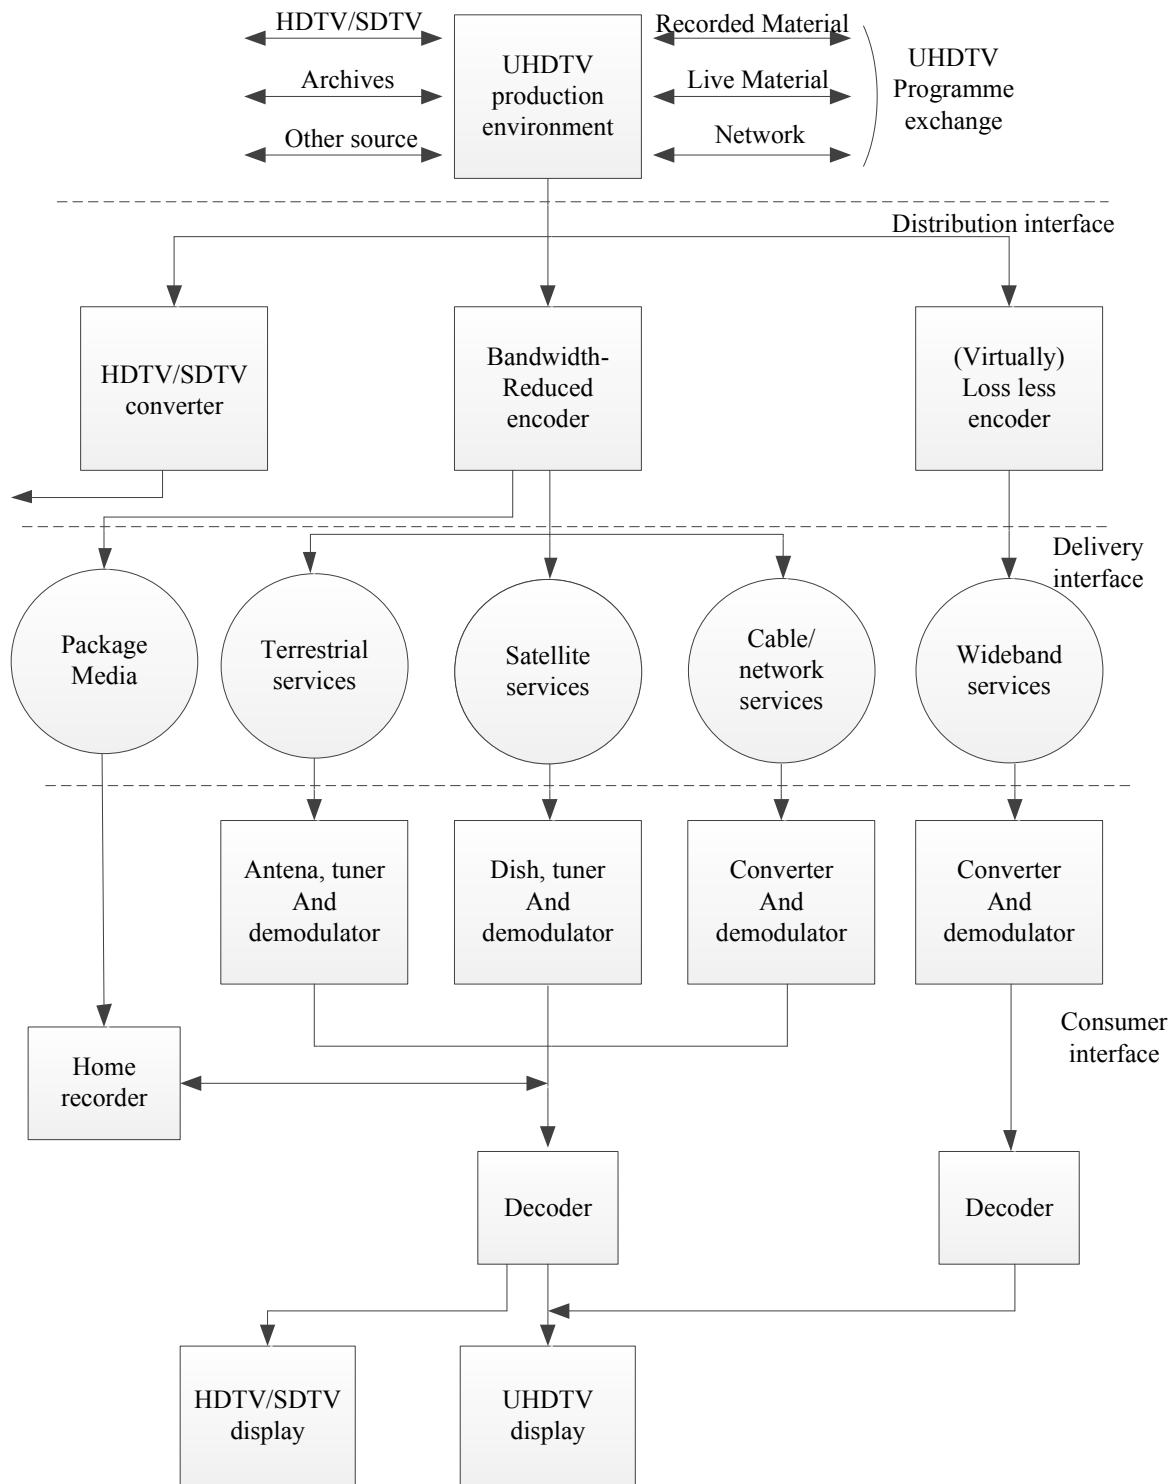 HDTV/SDTV
Archives
Other source
UHDTV
production
environment
Recorded Material
Live Material
Network
UHDTV
Programme
exchange
Distribution interface
HDTV/SDTV
converter
Bandwidth-
Reduced
encoder
(Virtually)
Loss less
encoder
Delivery
interface
Package
Media
Terrestrial
services
Satellite
services
Cable/
network
services
Wideband
services
Antena, tuner
And
demodulator
Dish, tuner
And
demodulator
Converter
And
demodulator
Converter
And
demodulator
Consumer
interface
Home
recorder
Decoder
Decoder
HDTV/SDTV
display
UHDTV
display